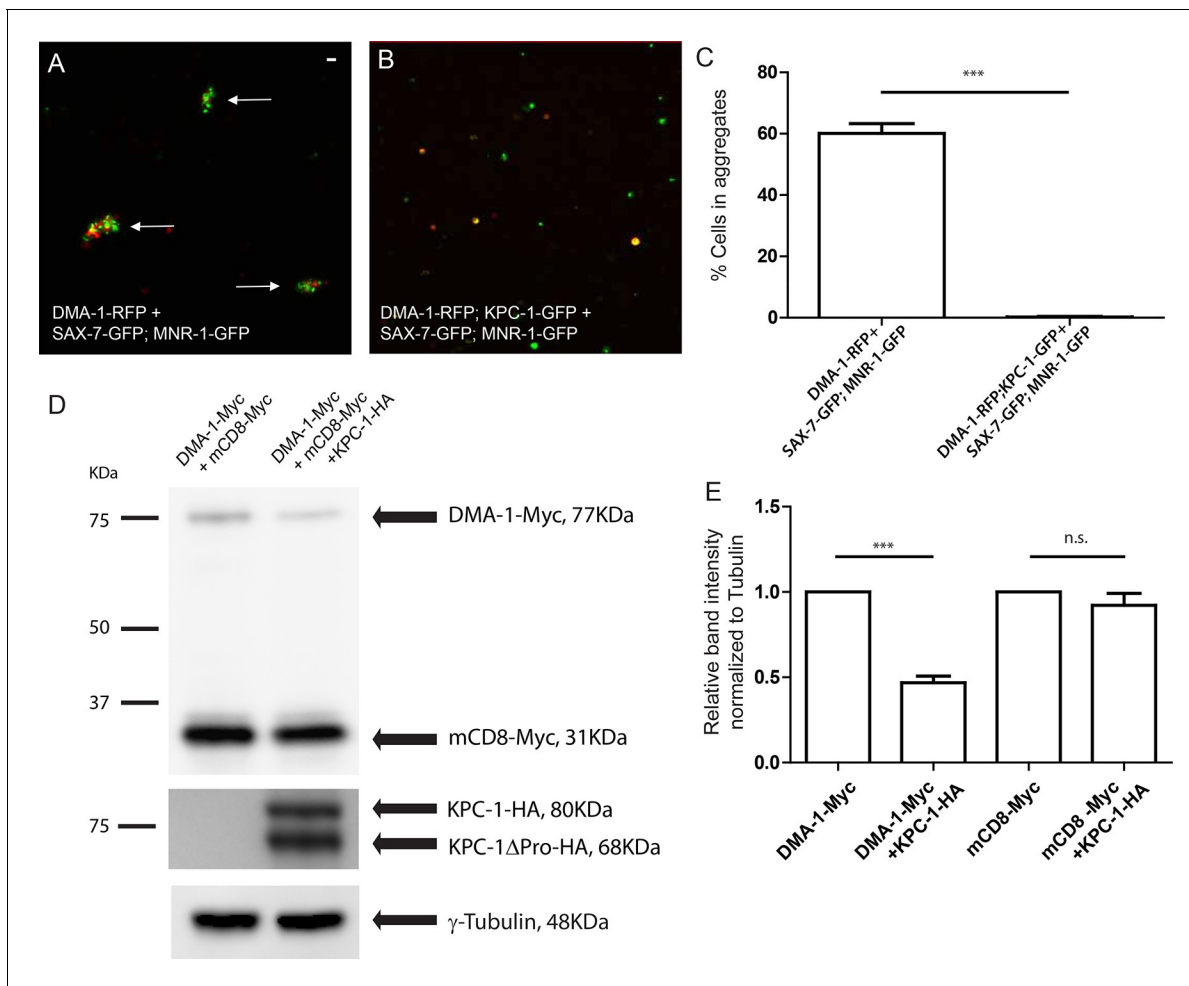 A
DMA-1-RFP +
SAX-7-GFP; MNR-1-GFP
B
DMA-1-RFP; KPC-1-GFP +
SAX-7-GFP; MNR-1-GFP
C
% Cells in aggregates
80
60
40
20
0
***
DMA-1-RFP+
SAX-7-GFP; MNR-1-GFP
DMA-1-RFP;KPC-1-GFP+
SAX-7-GFP; MNR-1-GFP
D
DMA-1-Myc
+ mCD8-Myc
DMA-1-Myc
+ mCD8-Myc
+KPC-1-HA
KDa
75
50
37
75
DMA-1-Myc, 77KDa
mCD8-Myc, 31KDa
KPC-1-HA, 80KDa
KPC-1ΔPro-HA, 68KDa
γ-Tubulin, 48KDa
E
Relative band intensity
normalized to Tubulin
1.5
1.0
0.5
0.0
***
n.s.
DMA-1-Myc
DMA-1-Myc
+KPC-1-HA
mCD8-Myc
mCD8 -Myc
+KPC-1-HA